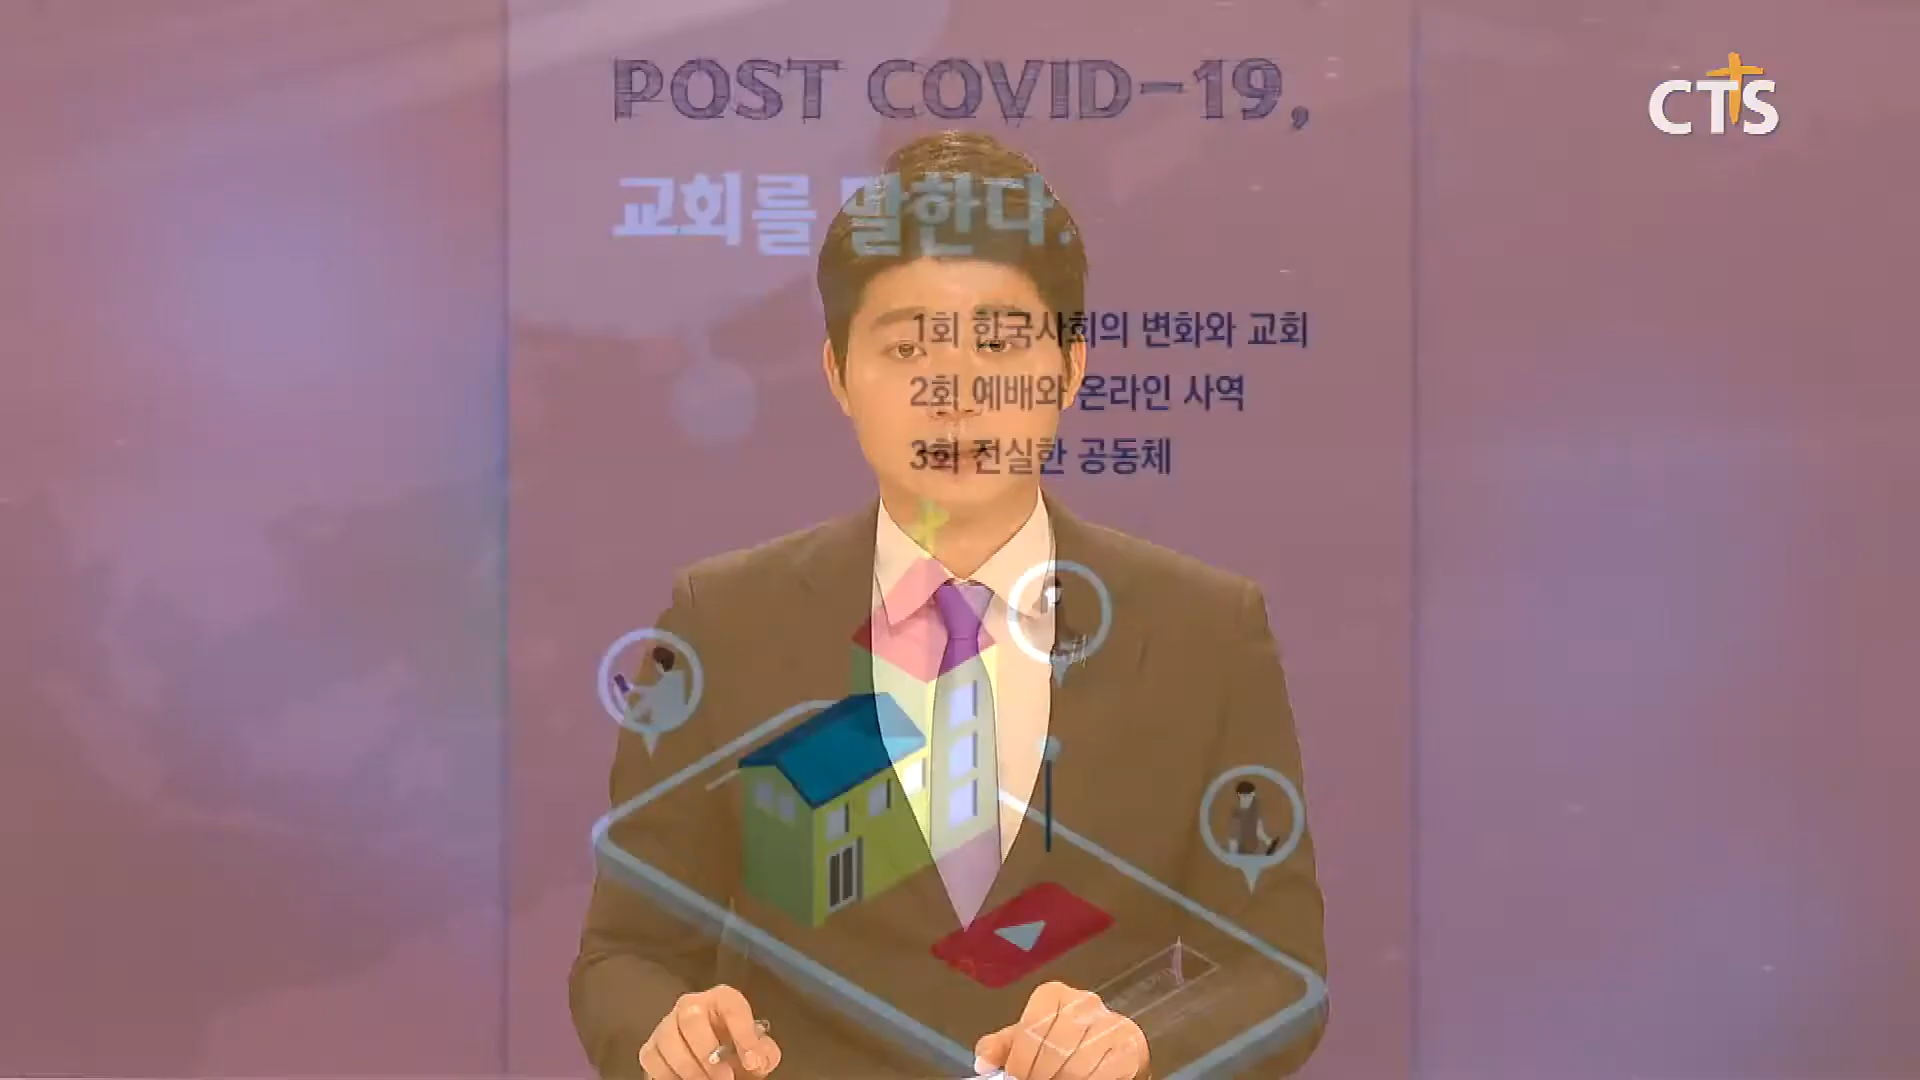 POST COVID-19,
CTS
교회를 말한다.
1회 한국사회의 변화와 교회
2회 예배와 온라인 사역
3회 진실한 공동체